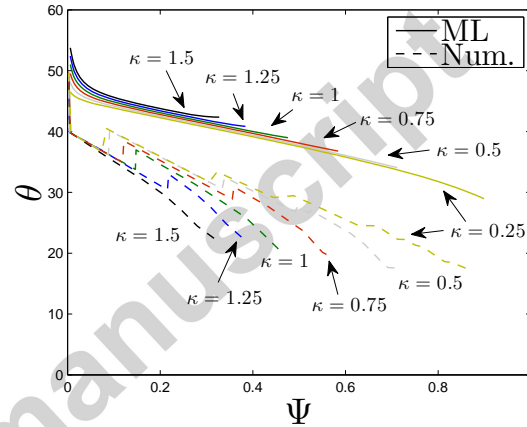 60
50
40
30
20
10
0
θ
0
0.2
0.4
0.6
0.8
Ψ
ML
Num.
κ = 1.5
κ = 1.25
κ = 1
κ = 0.75
κ = 0.5
κ = 0.25
κ = 1.5
κ = 1.25
κ = 1
κ = 0.75
κ = 0.5
manuscript